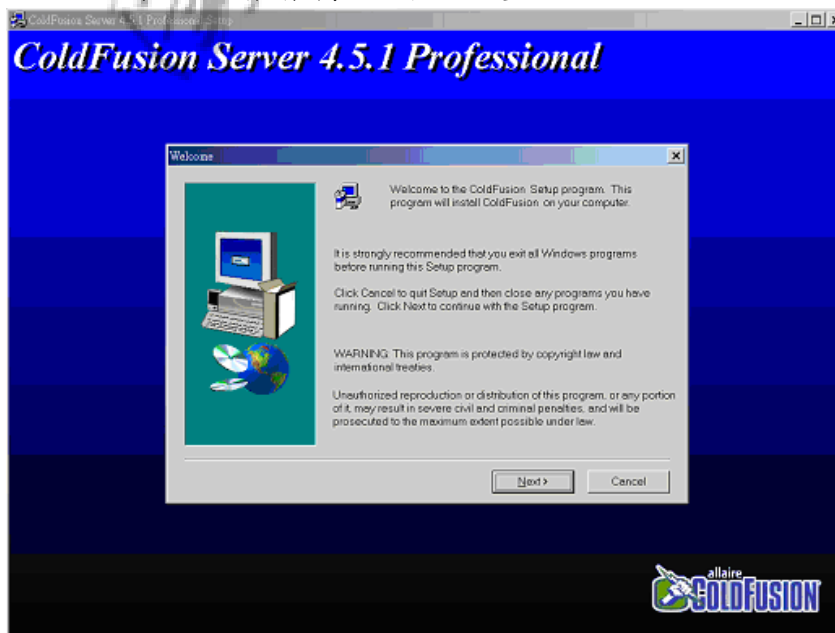 ColdFusion Server 4.5.1 Professional Setup
ColdFusion Server 4.5.1 Professional
Welcome
Welcome to the ColdFusion Setup program. This
program will install ColdFusion on your computer.
It is strongly recommended that you exit all Windows programs
before running this Setup program.
Click Cancel to quit Setup and then close any programs you have
running. Click Next to continue with the Setup program.
WARNING: This program is protected by copyright law and
international treaties.
Unauthorized reproduction or distribution of this program, or any portion
of it, may result in severe civil and criminal penalties, and will be
prosecuted to the maximum extent possible under law.
Next >
Cancel
allaire
COLDFUSION